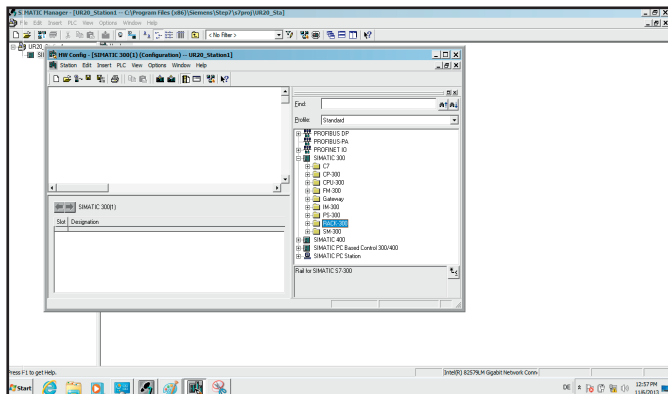 SIMATIC Manager - [UR20_Station1 -- C:\Program Files (x86)\Siemens\Step7\s7proj\UR20_Sta]
File Edit Insert PLC View Options Window Help
< No Filter >
UR20_
HW Config - [SIMATIC 300(1) (Configuration) -- UR20_Station1]
Station Edit Insert PLC View Options Window Help
Find:
Profile: Standard
PROFIBUS DP
PROFIBUS-PA
PROFINET IO
SIMATIC 300
C7
CP-300
CPU-300
FM-300
Gateway
IM-300
PS-300
RACK-300
SM-300
SIMATIC 400
SIMATIC PC Based Control 300/400
SIMATIC PC Station
SIMATIC 300(1)
Slot Designation
Rail for SIMATIC S7-300
Press F1 to get Help.
Intel(R) 82579LM Gigabit Network Conn
Start
DE
12:57 PM
11/6/2013